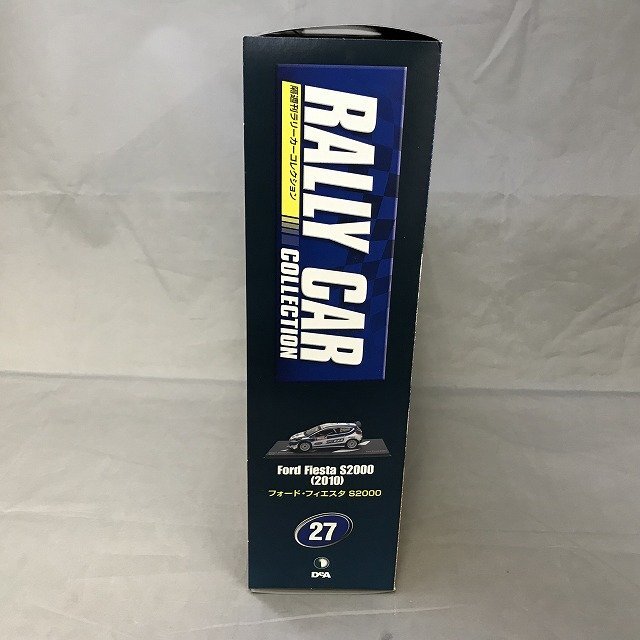 RALLY CAR
COLLECTION
隔週刊ラリーカーコレクション
Ford Fiesta S2000
(2010)
フォード・フィエスタ S2000
27
DeA